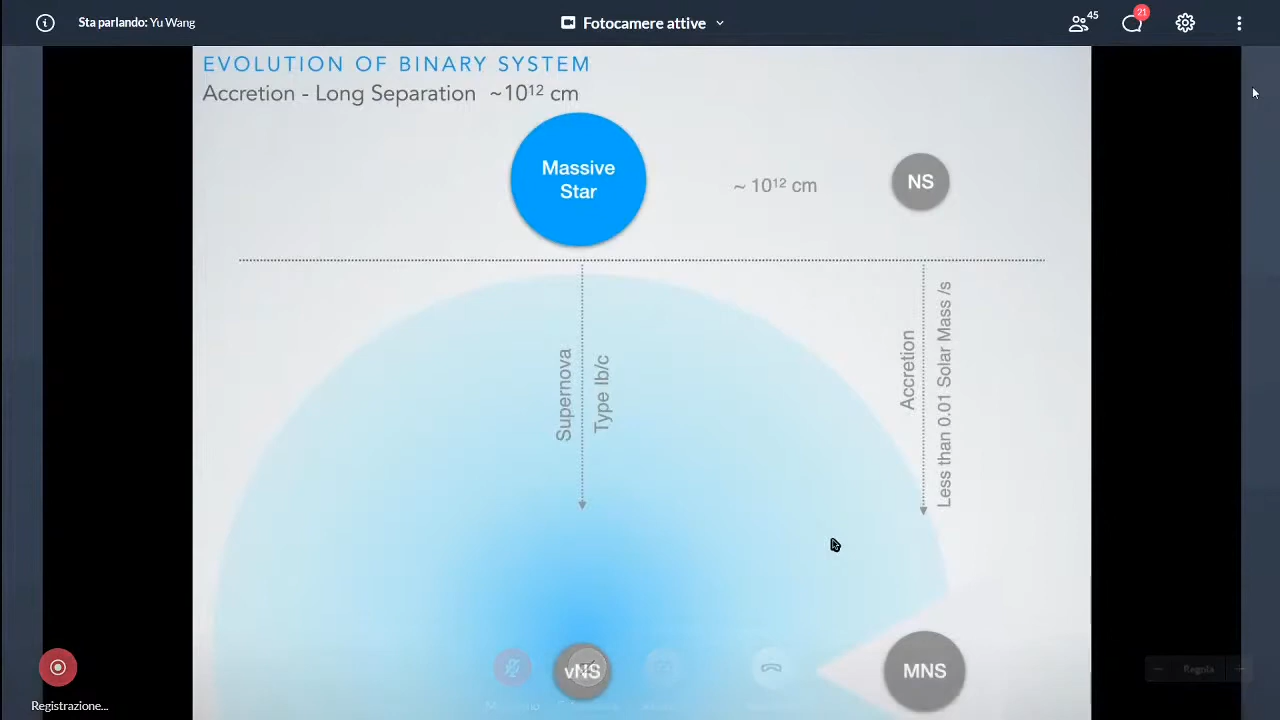 Sta parlando: Yu Wang
Fotocamere attive
45
21
EVOLUTION OF BINARY SYSTEM
Accretion - Long Separation ~10¹² cm
Massive
Star
~ 10¹² cm
NS
Supernova
Type Ib/c
Accretion
Less than 0.01 Solar Mass /s
vNS
MNS
Regola
Registrazione...